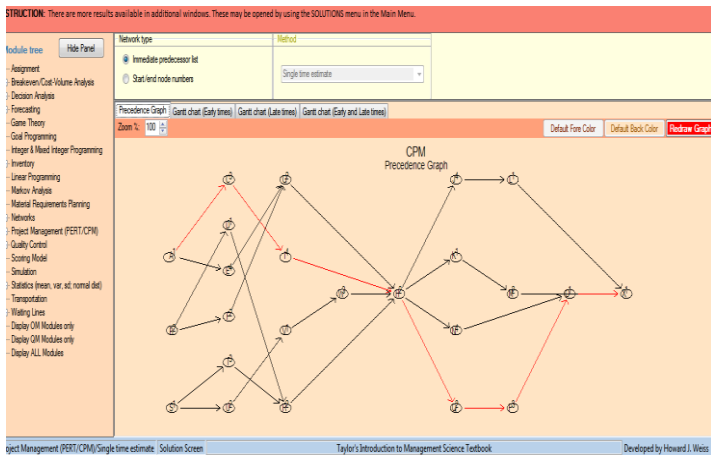 STRUCTION: There are more results available in additional windows. These may be opened by using the SOLUTIONS menu in the Main Menu.
Module tree
Hide Panel
Assignment
Breakeven/Cost-Volume Analysis
Decision Analysis
Forecasting
Game Theory
Goal Programming
Integer & Mixed Integer Programming
Inventory
Linear Programming
Markov Analysis
Material Requirements Planning
Networks
Project Management (PERT/CPM)
Quality Control
Scoring Model
Simulation
Statistics (mean, var, sd; normal dist)
Transportation
Waiting Lines
Display OM Modules only
Display QM Modules only
Display ALL Modules
Network type
Immediate predecessor list
Start/end node numbers
Method
Single time estimate
Precedence Graph
Gantt chart (Early times)
Gantt chart (Late times)
Gantt chart (Early and Late times)
Zoom %: 100
Default Fore Color
Default Back Color
Redraw Graph
CPM
Precedence Graph
oject Management (PERT/CPM)/Single time estimate
Solution Screen
Taylor's Introduction to Management Science Textbook
Developed by Howard J. Weiss